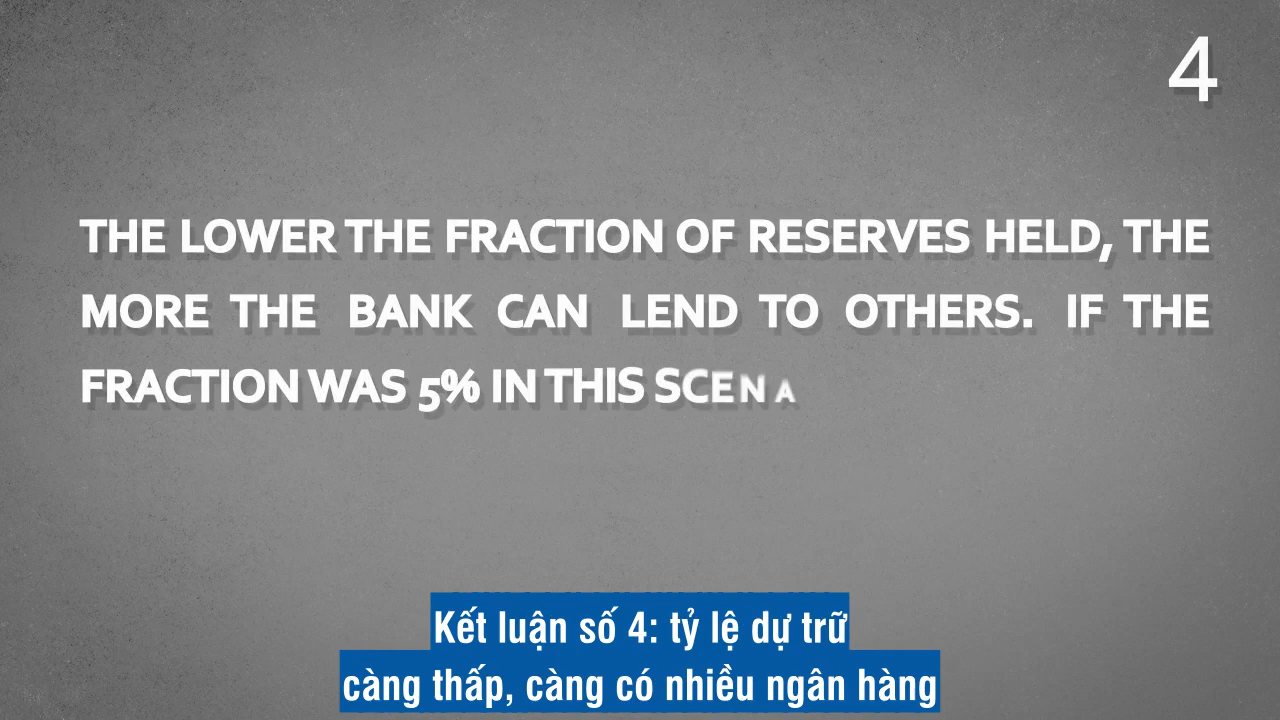 4
THE LOWER THE FRACTION OF RESERVES HELD, THE
MORE THE BANK CAN LEND TO OTHERS. IF THE
FRACTION WAS 5% IN THIS SCENA
Kết luận số 4: tỷ lệ dự trữ
càng thấp, càng có nhiều ngân hàng